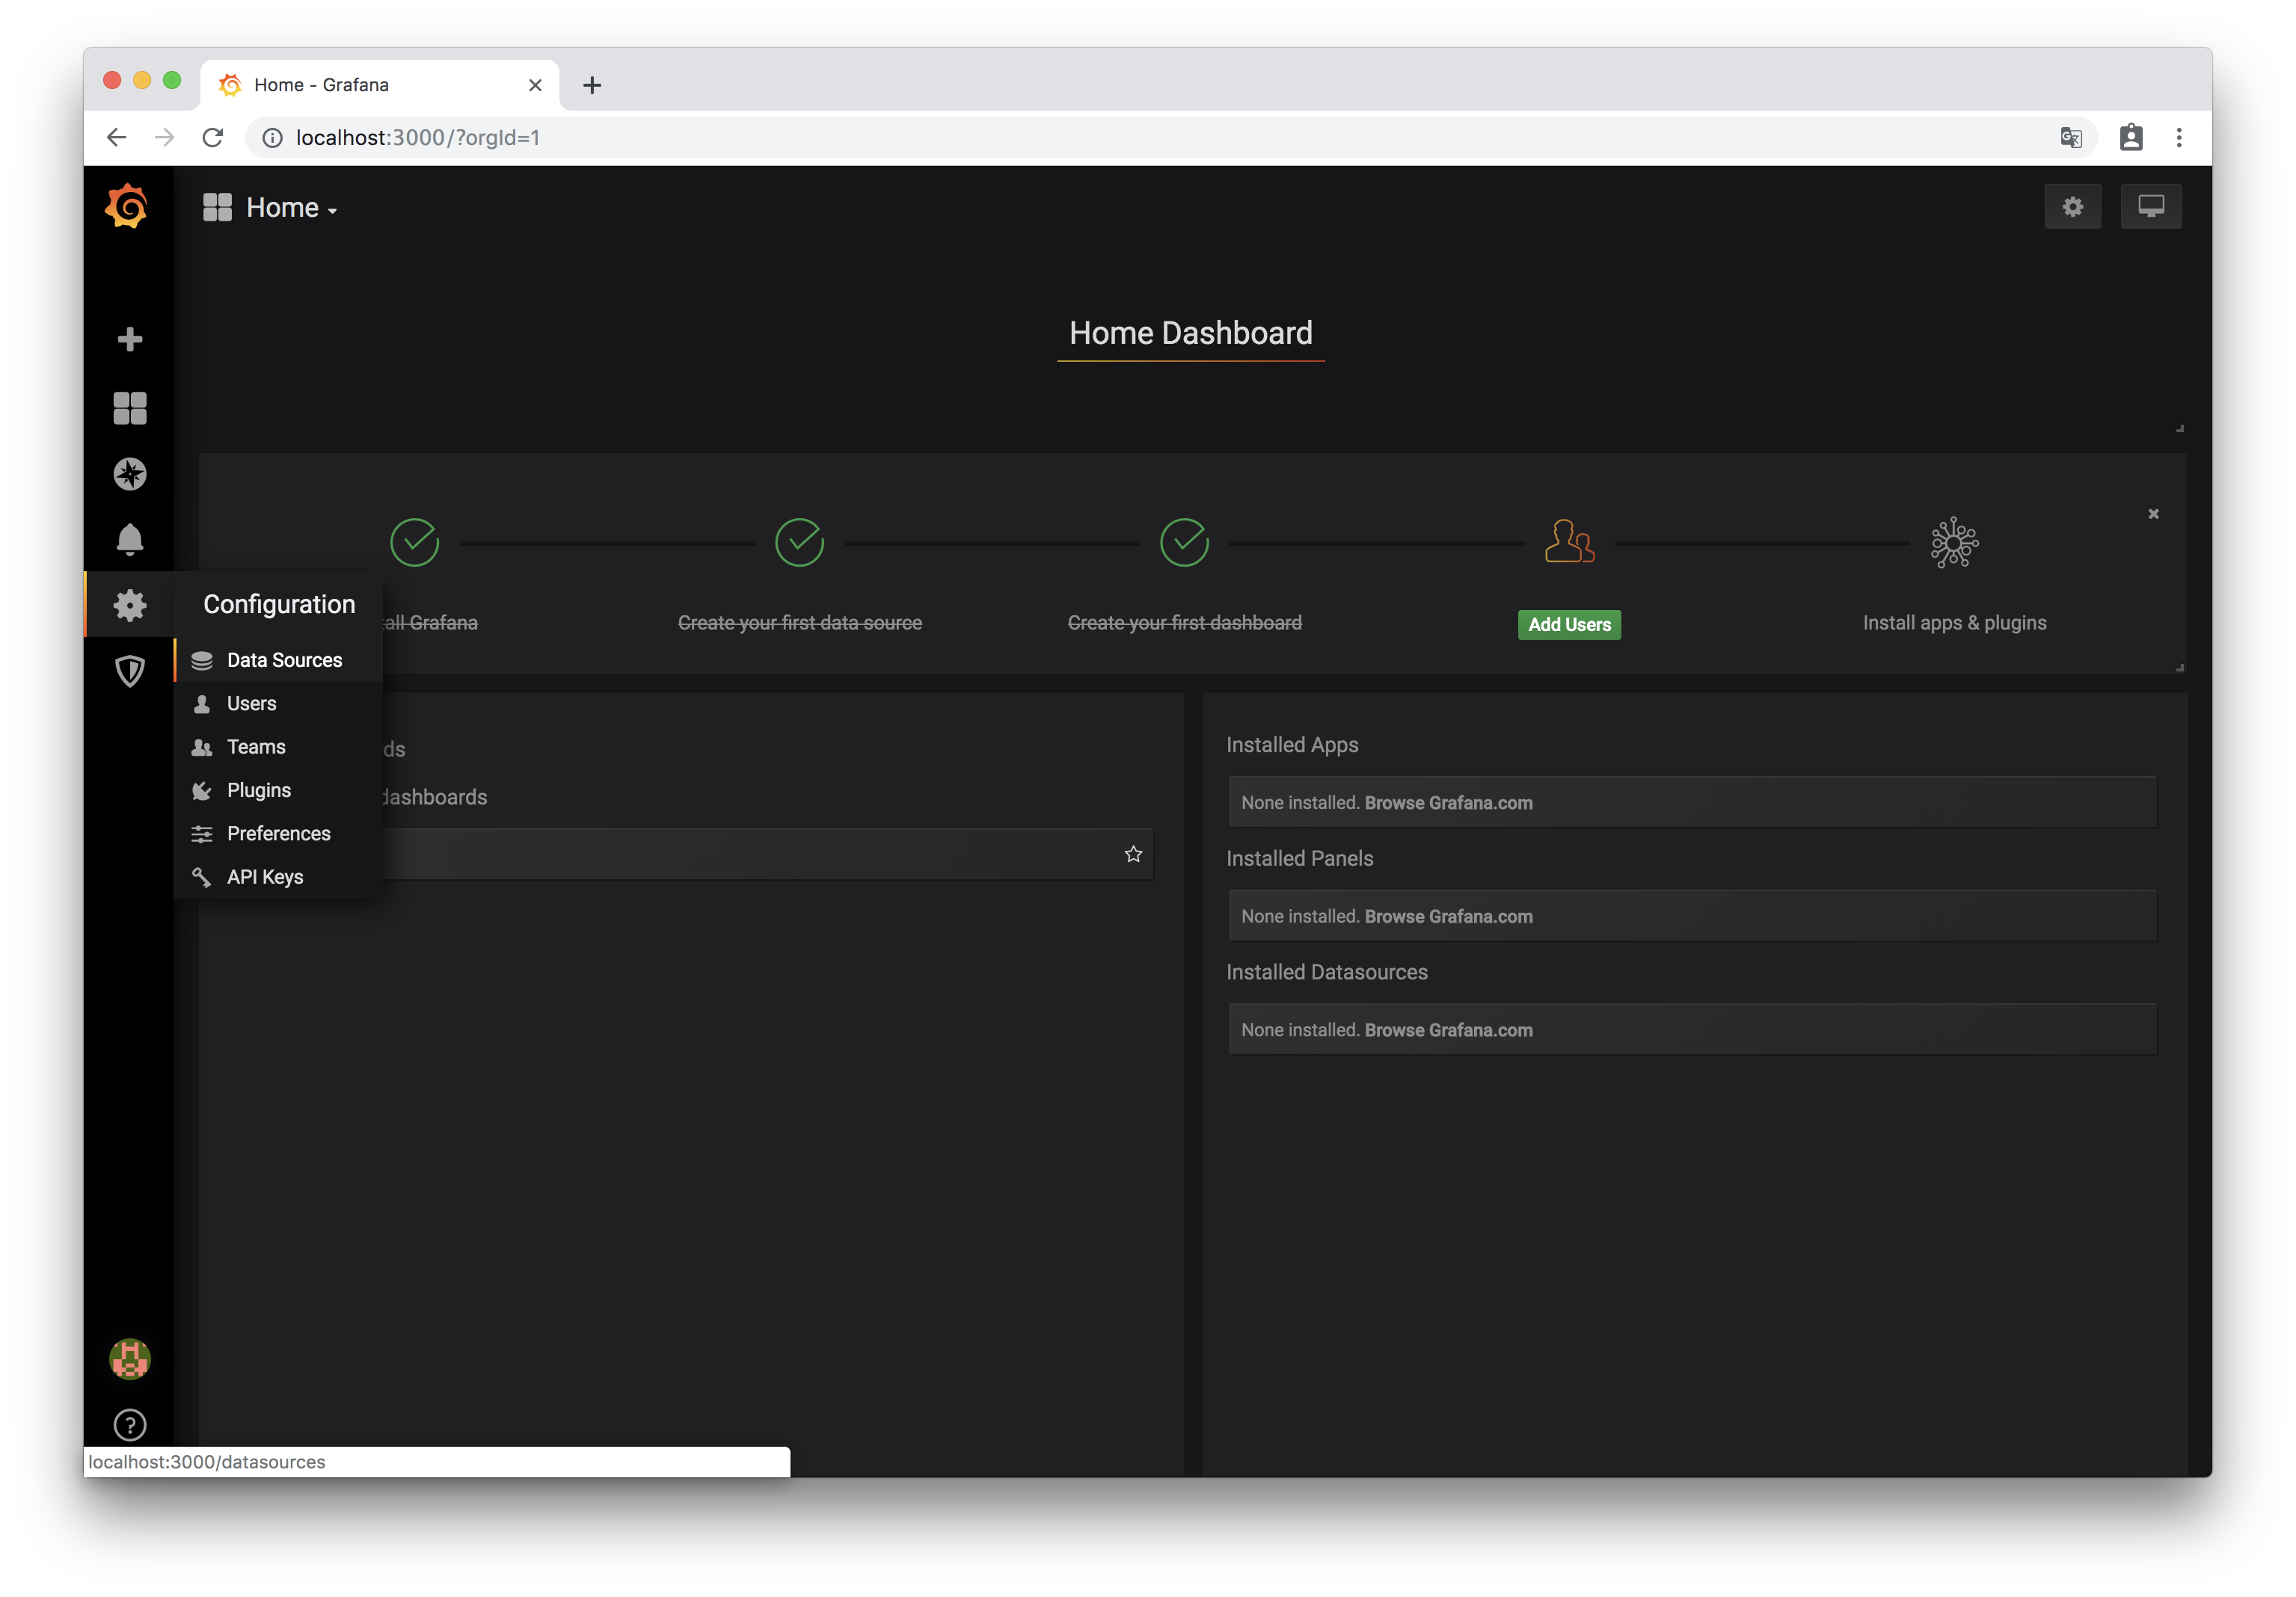 Home - Grafana
localhost:3000/?orgId=1
Home
Home Dashboard
Configuration
all Grafana
Create your first data source
Create your first dashboard
Add Users
Install apps & plugins
Data Sources
Users
Teams
Plugins
Preferences
API Keys
ds
dashboards
Installed Apps
None installed. Browse Grafana.com
Installed Panels
None installed. Browse Grafana.com
Installed Datasources
None installed. Browse Grafana.com
localhost:3000/datasources